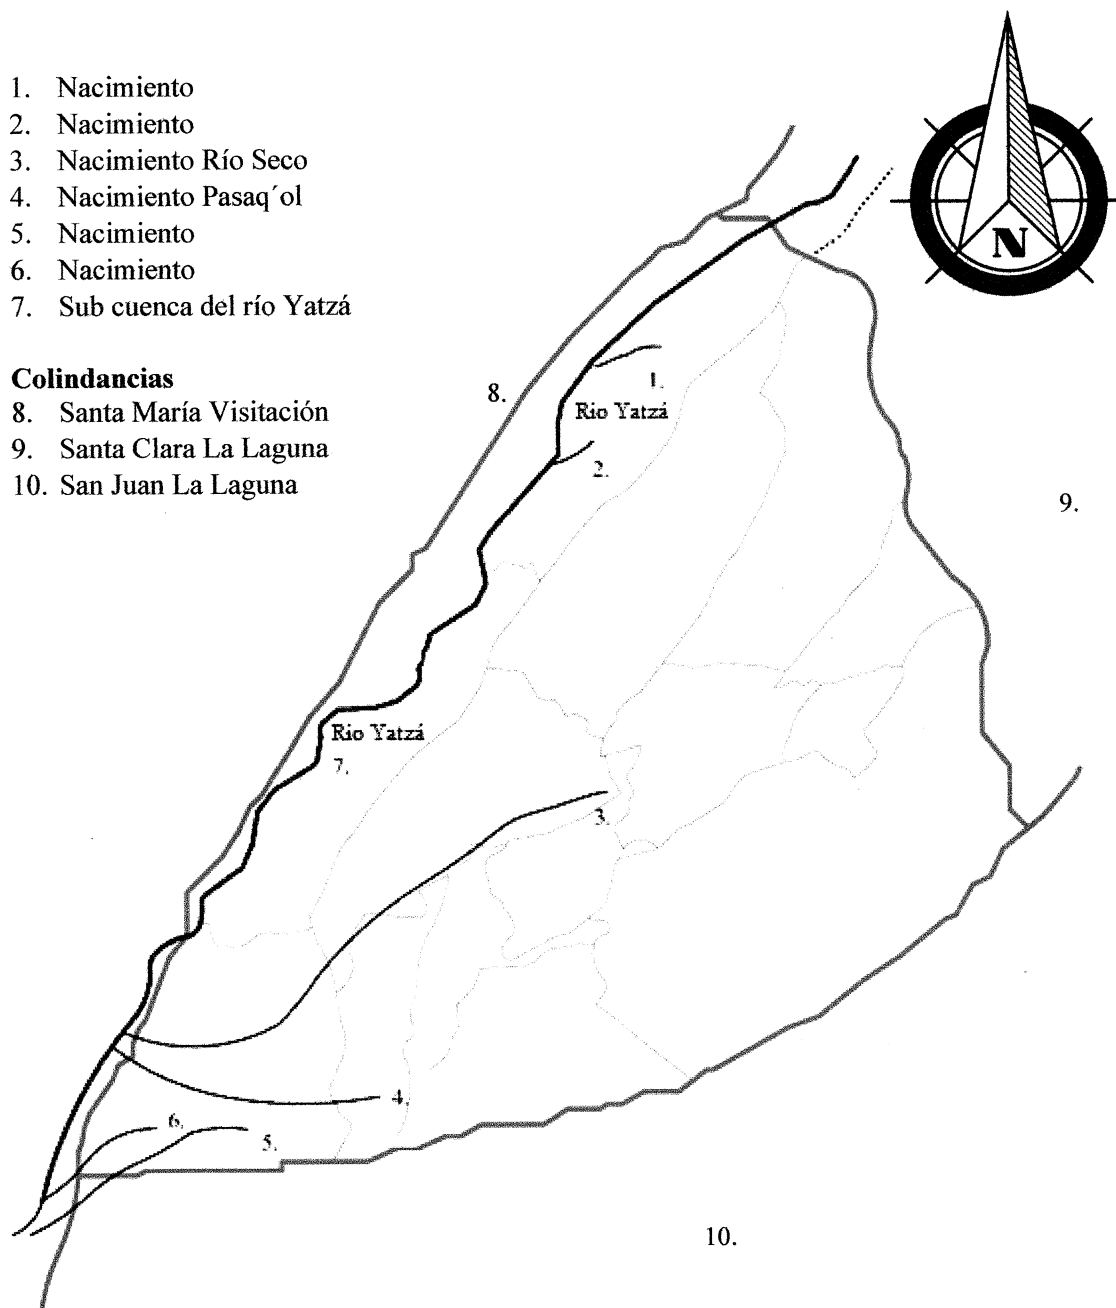 1. Nacimiento
2. Nacimiento
3. Nacimiento Río Seco
4. Nacimiento Pasaq´ol
5. Nacimiento
6. Nacimiento
7. Sub cuenca del río Yatzá
Colindancias
8. Santa María Visitación
9. Santa Clara La Laguna
10. San Juan La Laguna
N
8.
1.
Rio Yatzá
2.
9.
Rio Yatzá
7.
3.
4.
6.
5.
10.